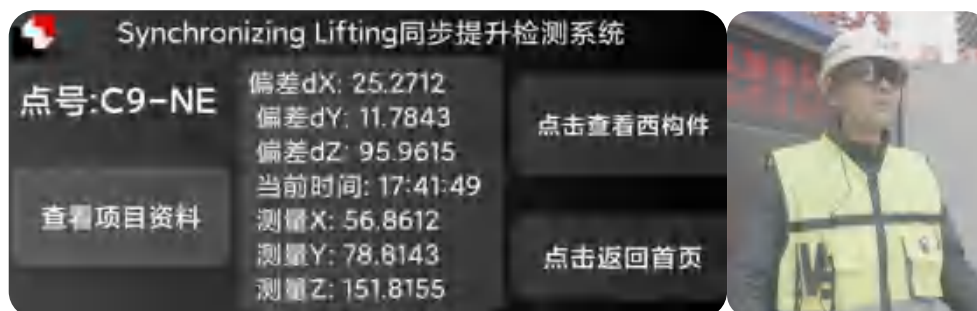 Synchronizing Lifting同步提升检测系统
点号:C9-NE
偏差dX: 25.2712
偏差dY: 11.7843
偏差dZ: 95.9615
当前时间: 17:41:49
测量X: 56.8612
测量Y: 78.8143
测量Z: 151.8155
查看项目资料
点击查看西构件
点击返回首页